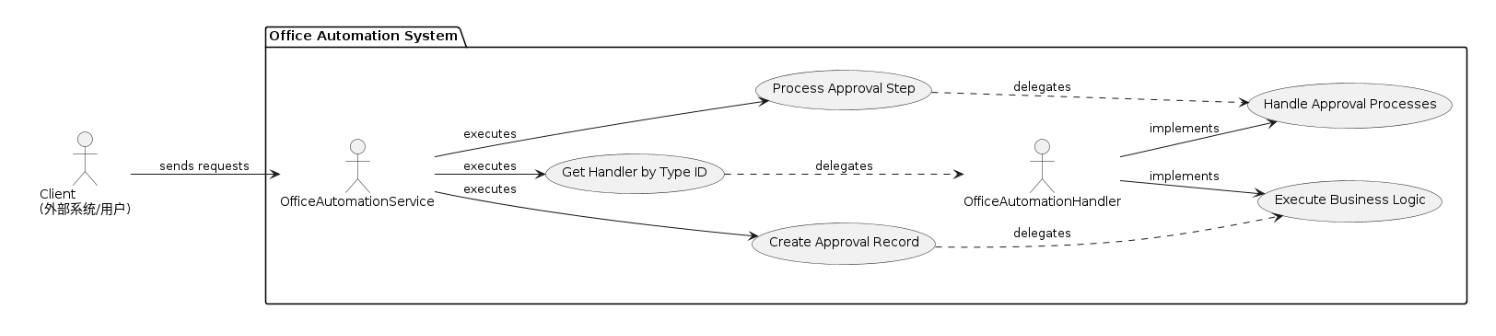 Office Automation System
Process Approval Step
delegates
Handle Approval Processes
executes
implements
sends requests
executes
Get Handler by Type ID
delegates
Client
(外部系统/用户)
OfficeAutomationService
executes
OfficeAutomationHandler
implements
Execute Business Logic
Create Approval Record
delegates